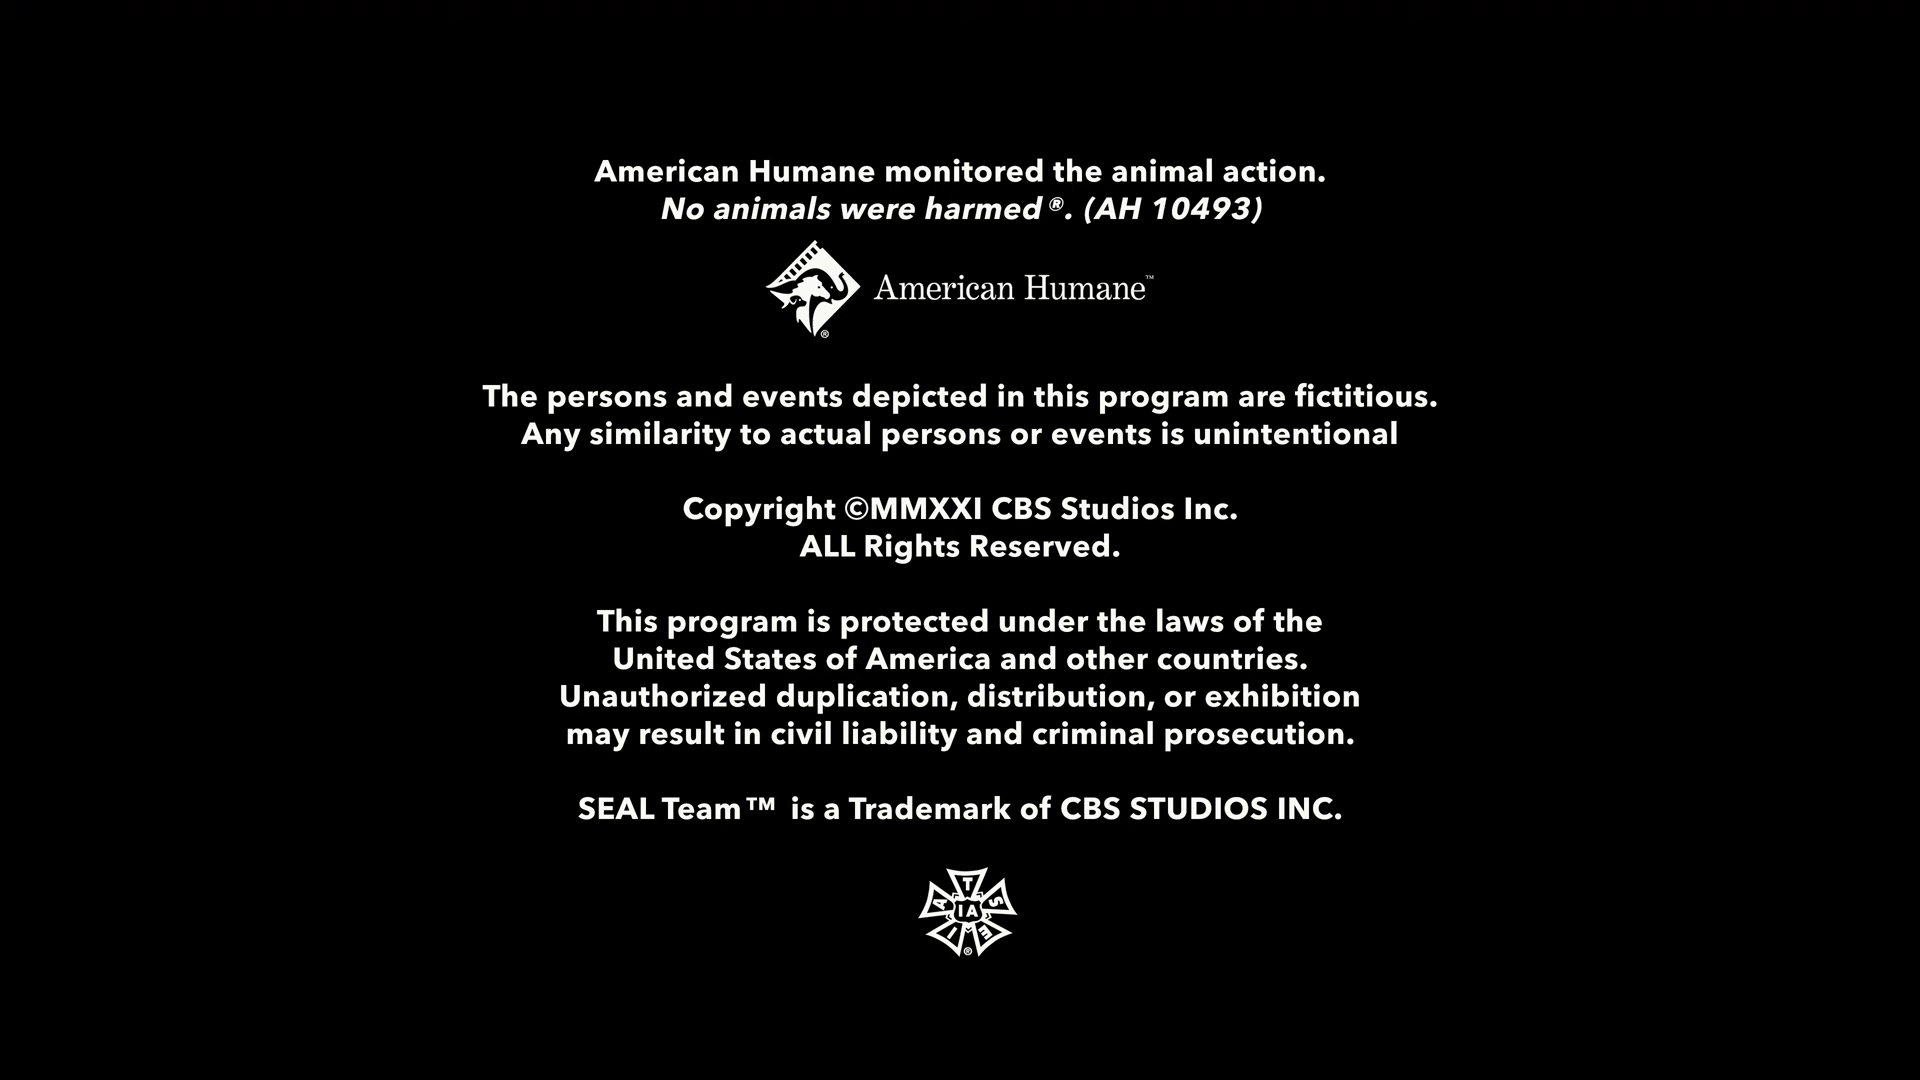 American Humane monitored the animal action.
No animals were harmed ®. (AH 10493)
American Humane™
®
The persons and events depicted in this program are fictitious.
Any similarity to actual persons or events is unintentional
Copyright ©MMXXI CBS Studios Inc.
ALL Rights Reserved.
This program is protected under the laws of the
United States of America and other countries.
Unauthorized duplication, distribution, or exhibition
may result in civil liability and criminal prosecution.
SEAL Team™ is a Trademark of CBS STUDIOS INC.
I A T S E
IA
®